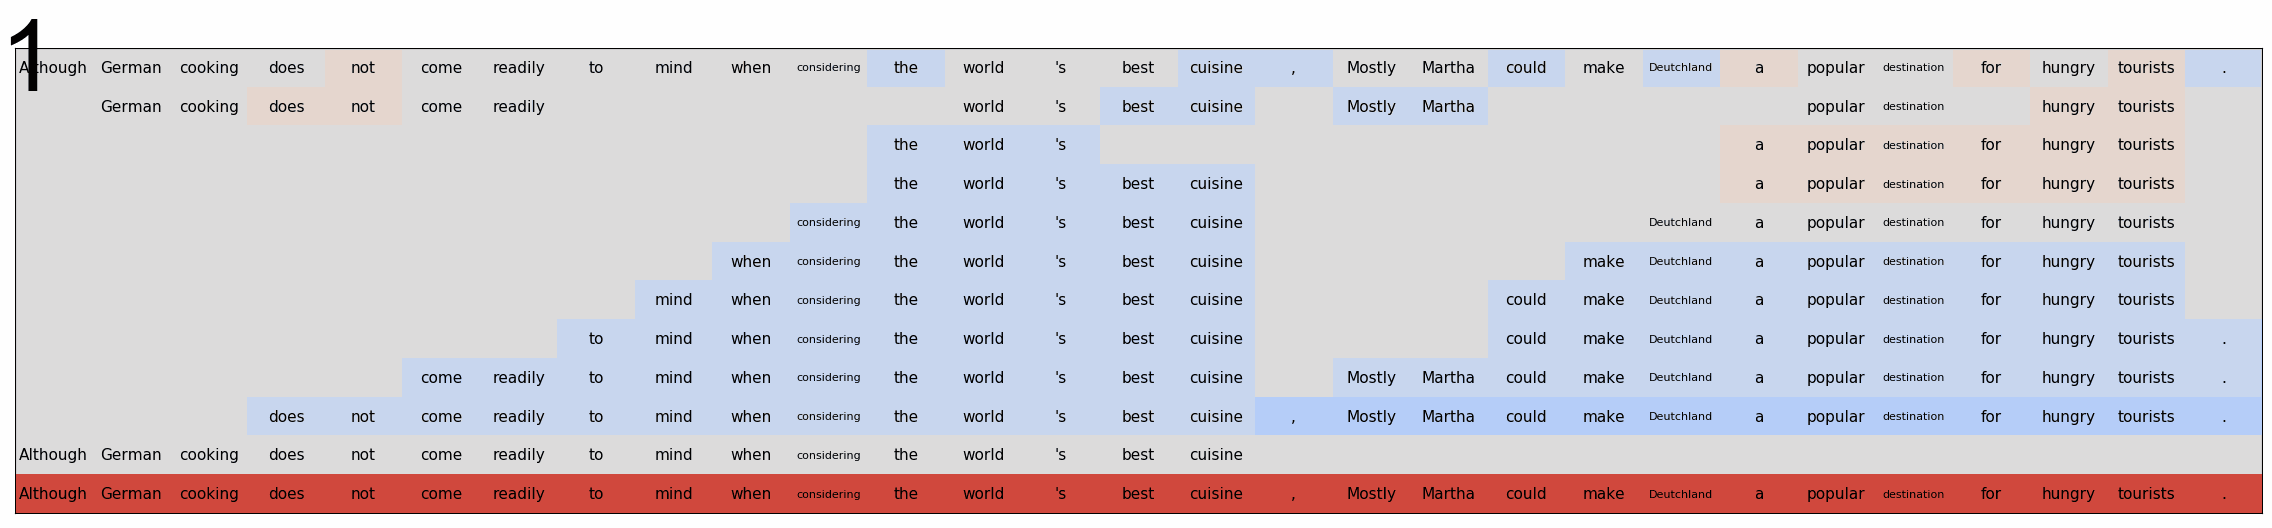 1
Although German cooking does not come readily to mind when considering the world 's best cuisine , Mostly Martha could make Deutchland a popular destination for hungry tourists .
German cooking does not come readily world 's best cuisine Mostly Martha popular destination hungry tourists
the world 's a popular destination for hungry tourists
the world 's best cuisine a popular destination for hungry tourists
considering the world 's best cuisine Deutchland a popular destination for hungry tourists
when considering the world 's best cuisine make Deutchland a popular destination for hungry tourists
mind when considering the world 's best cuisine could make Deutchland a popular destination for hungry tourists
to mind when considering the world 's best cuisine could make Deutchland a popular destination for hungry tourists .
come readily to mind when considering the world 's best cuisine Mostly Martha could make Deutchland a popular destination for hungry tourists .
does not come readily to mind when considering the world 's best cuisine , Mostly Martha could make Deutchland a popular destination for hungry tourists .
Although German cooking does not come readily to mind when considering the world 's best cuisine
Although German cooking does not come readily to mind when considering the world 's best cuisine , Mostly Martha could make Deutchland a popular destination for hungry tourists .